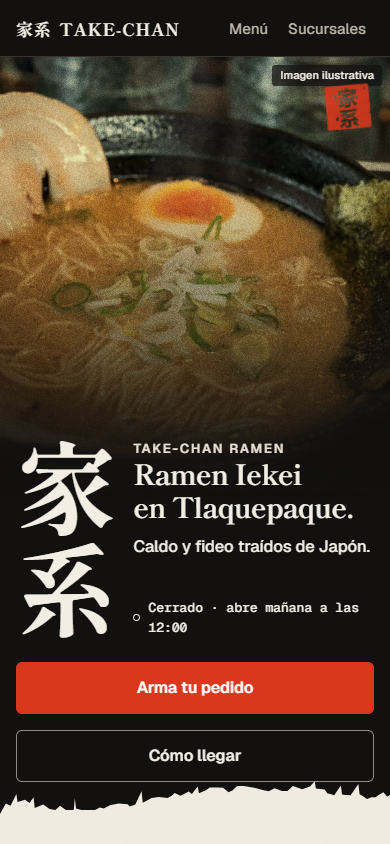 家系 TAKE-CHAN
Menú Sucursales
Imagen ilustrativa
家系
家系
TAKE-CHAN RAMEN
Ramen Iekei
en Tlaquepaque.
Caldo y fideo traídos de Japón.
Cerrado · abre mañana a las
12:00
Arma tu pedido
Cómo llegar